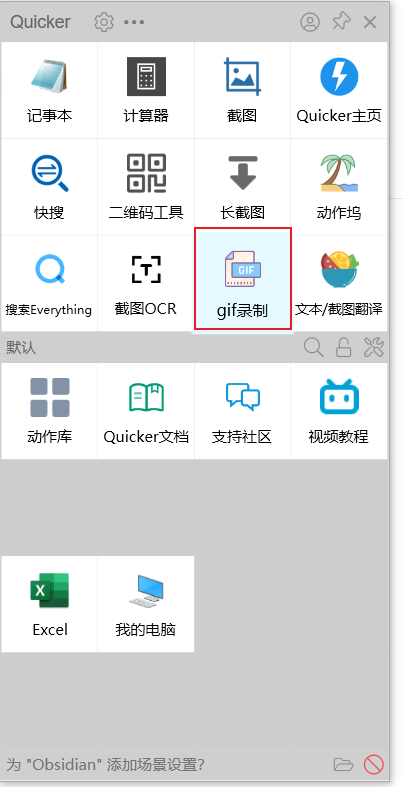 Quicker
记事本 计算器 截图 Quicker主页
快搜 二维码工具 长截图 动作坞
T GIF
搜索Everything 截图OCR gif录制 文本/截图翻译
默认
动作库 Quicker文档 支持社区 视频教程
X
Excel 我的电脑
为 "Obsidian" 添加场景设置?